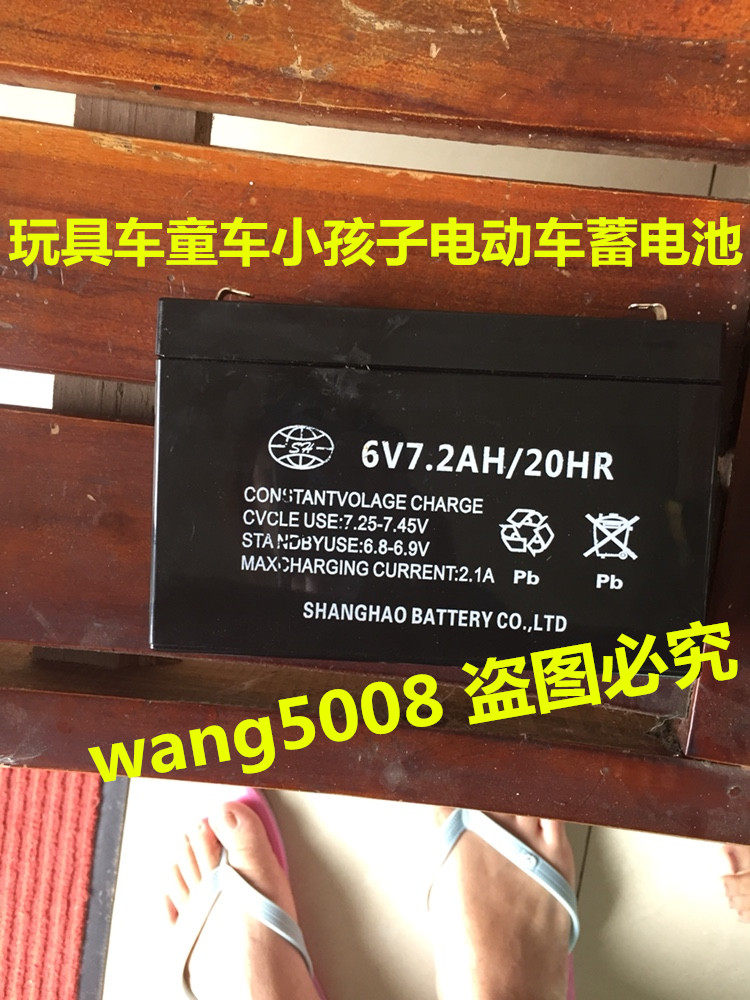 玩具车童车小孩子电动车蓄电池
SH
6V7.2AH/20HR
CONSTANTVOLAGE CHARGE
CVCLE USE:7.25-7.45V
STANDBYUSE:6.8-6.9V
MAXCHARGING CURRENT:2.1A
Pb
Pb
SHANGHAO BATTERY CO.,LTD
wang5008 盗图必究